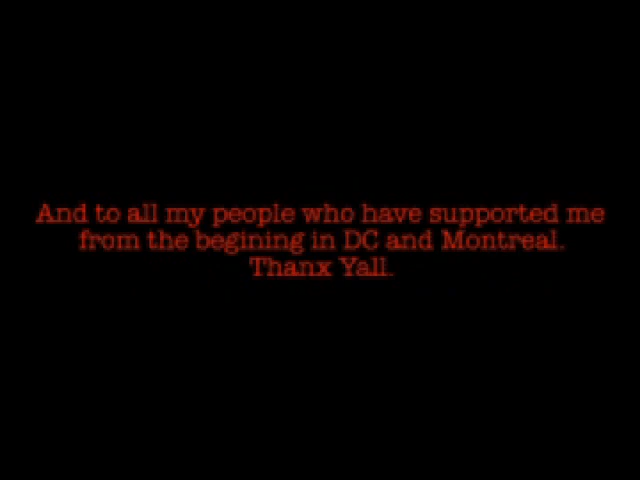 And to all my people who have supported me
from the begining in DC and Montreal.
Thanx Yall.